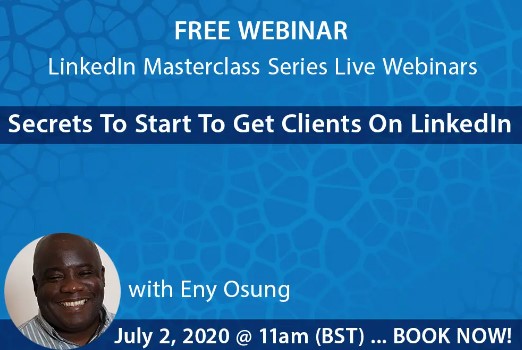 FREE WEBINAR
LinkedIn Masterclass Series Live Webinars
Secrets To Start To Get Clients On LinkedIn
with Eny Osung
July 2, 2020 @ 11am (BST) ... BOOK NOW!